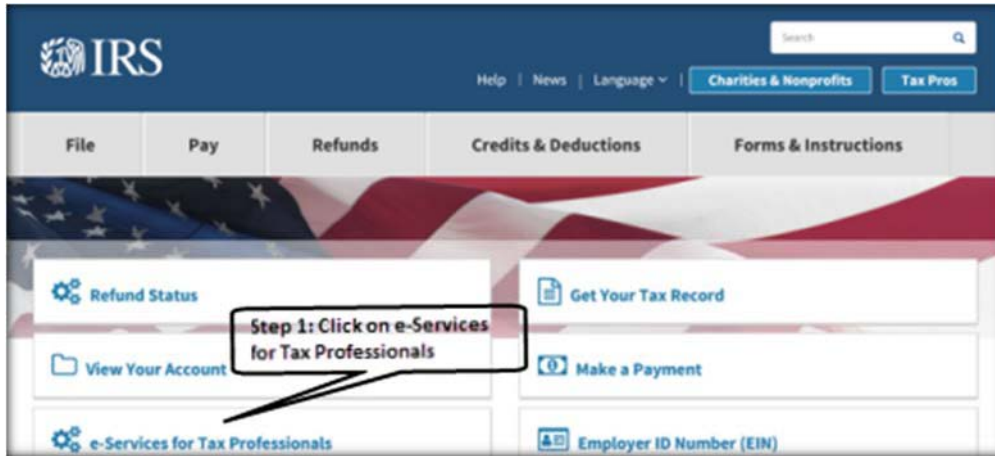 IRS
Search
Help | News | Language | Charities & Nonprofits Tax Pros
File Pay Refunds Credits & Deductions Forms & Instructions
Refund Status
Get Your Tax Record
Step 1: Click on e-Services
for Tax Professionals
View Your Account
Make a Payment
e-Services for Tax Professionals
Employer ID Number (EIN)